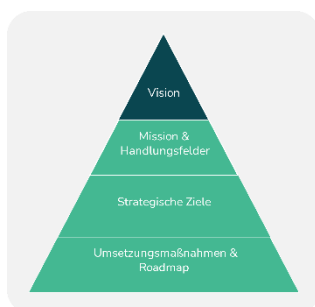 Vision
Mission &
Handlungsfelder
Strategische Ziele
Umsetzungsmaßnahmen &
Roadmap